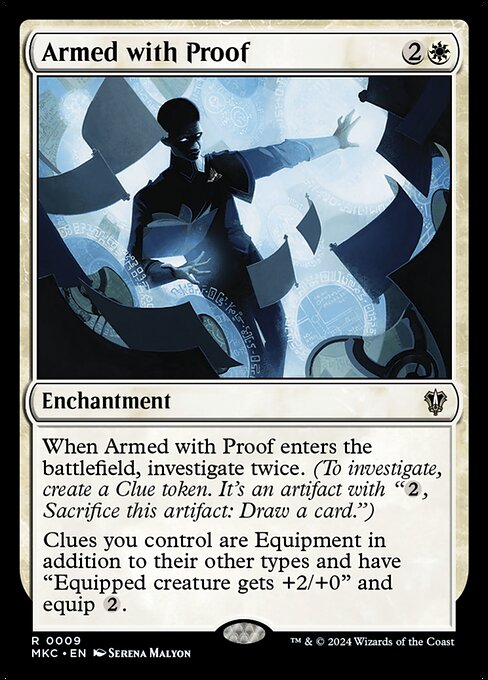 Armed with Proof 2
Enchantment
When Armed with Proof enters the
battlefield, investigate twice. (To investigate,
create a Clue token. It's an artifact with “2,
Sacrifice this artifact: Draw a card.”)
Clues you control are Equipment in
addition to their other types and have
“Equipped creature gets +2/+0” and
equip 2.
R 0009
MKC • EN Serena Malyon
™ & © 2024 Wizards of the Coast